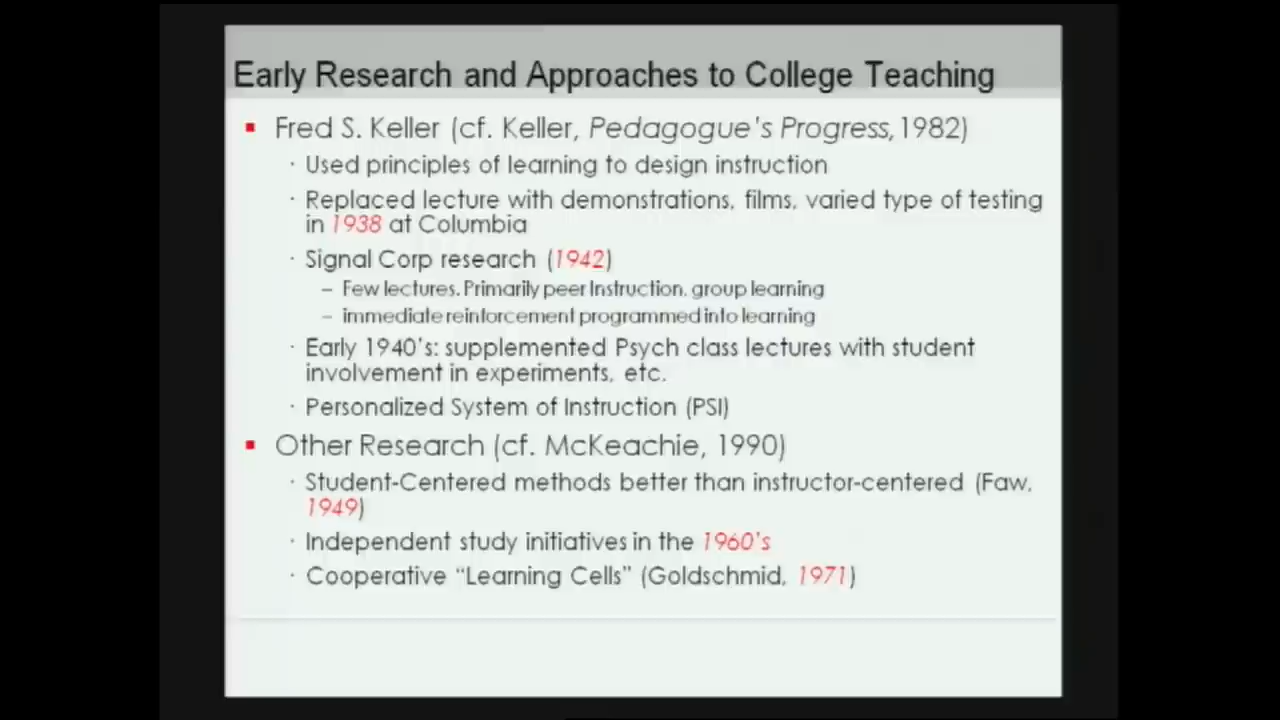 Early Research and Approaches to College Teaching
▪ Fred S. Keller (cf. Keller, Pedagogue's Progress, 1982)
· Used principles of learning to design instruction
· Replaced lecture with demonstrations, films, varied type of testing
in 1938 at Columbia
· Signal Corp research (1942)
– Few lectures. Primarily peer Instruction. group learning
– immediate reinforcement programmed into learning
· Early 1940's: supplemented Psych class lectures with student
involvement in experiments, etc.
· Personalized System of Instruction (PSI)
▪ Other Research (cf. McKeachie, 1990)
· Student-Centered methods better than instructor-centered (Faw,
1949)
· Independent study initiatives in the 1960's
· Cooperative “Learning Cells” (Goldschmid, 1971)